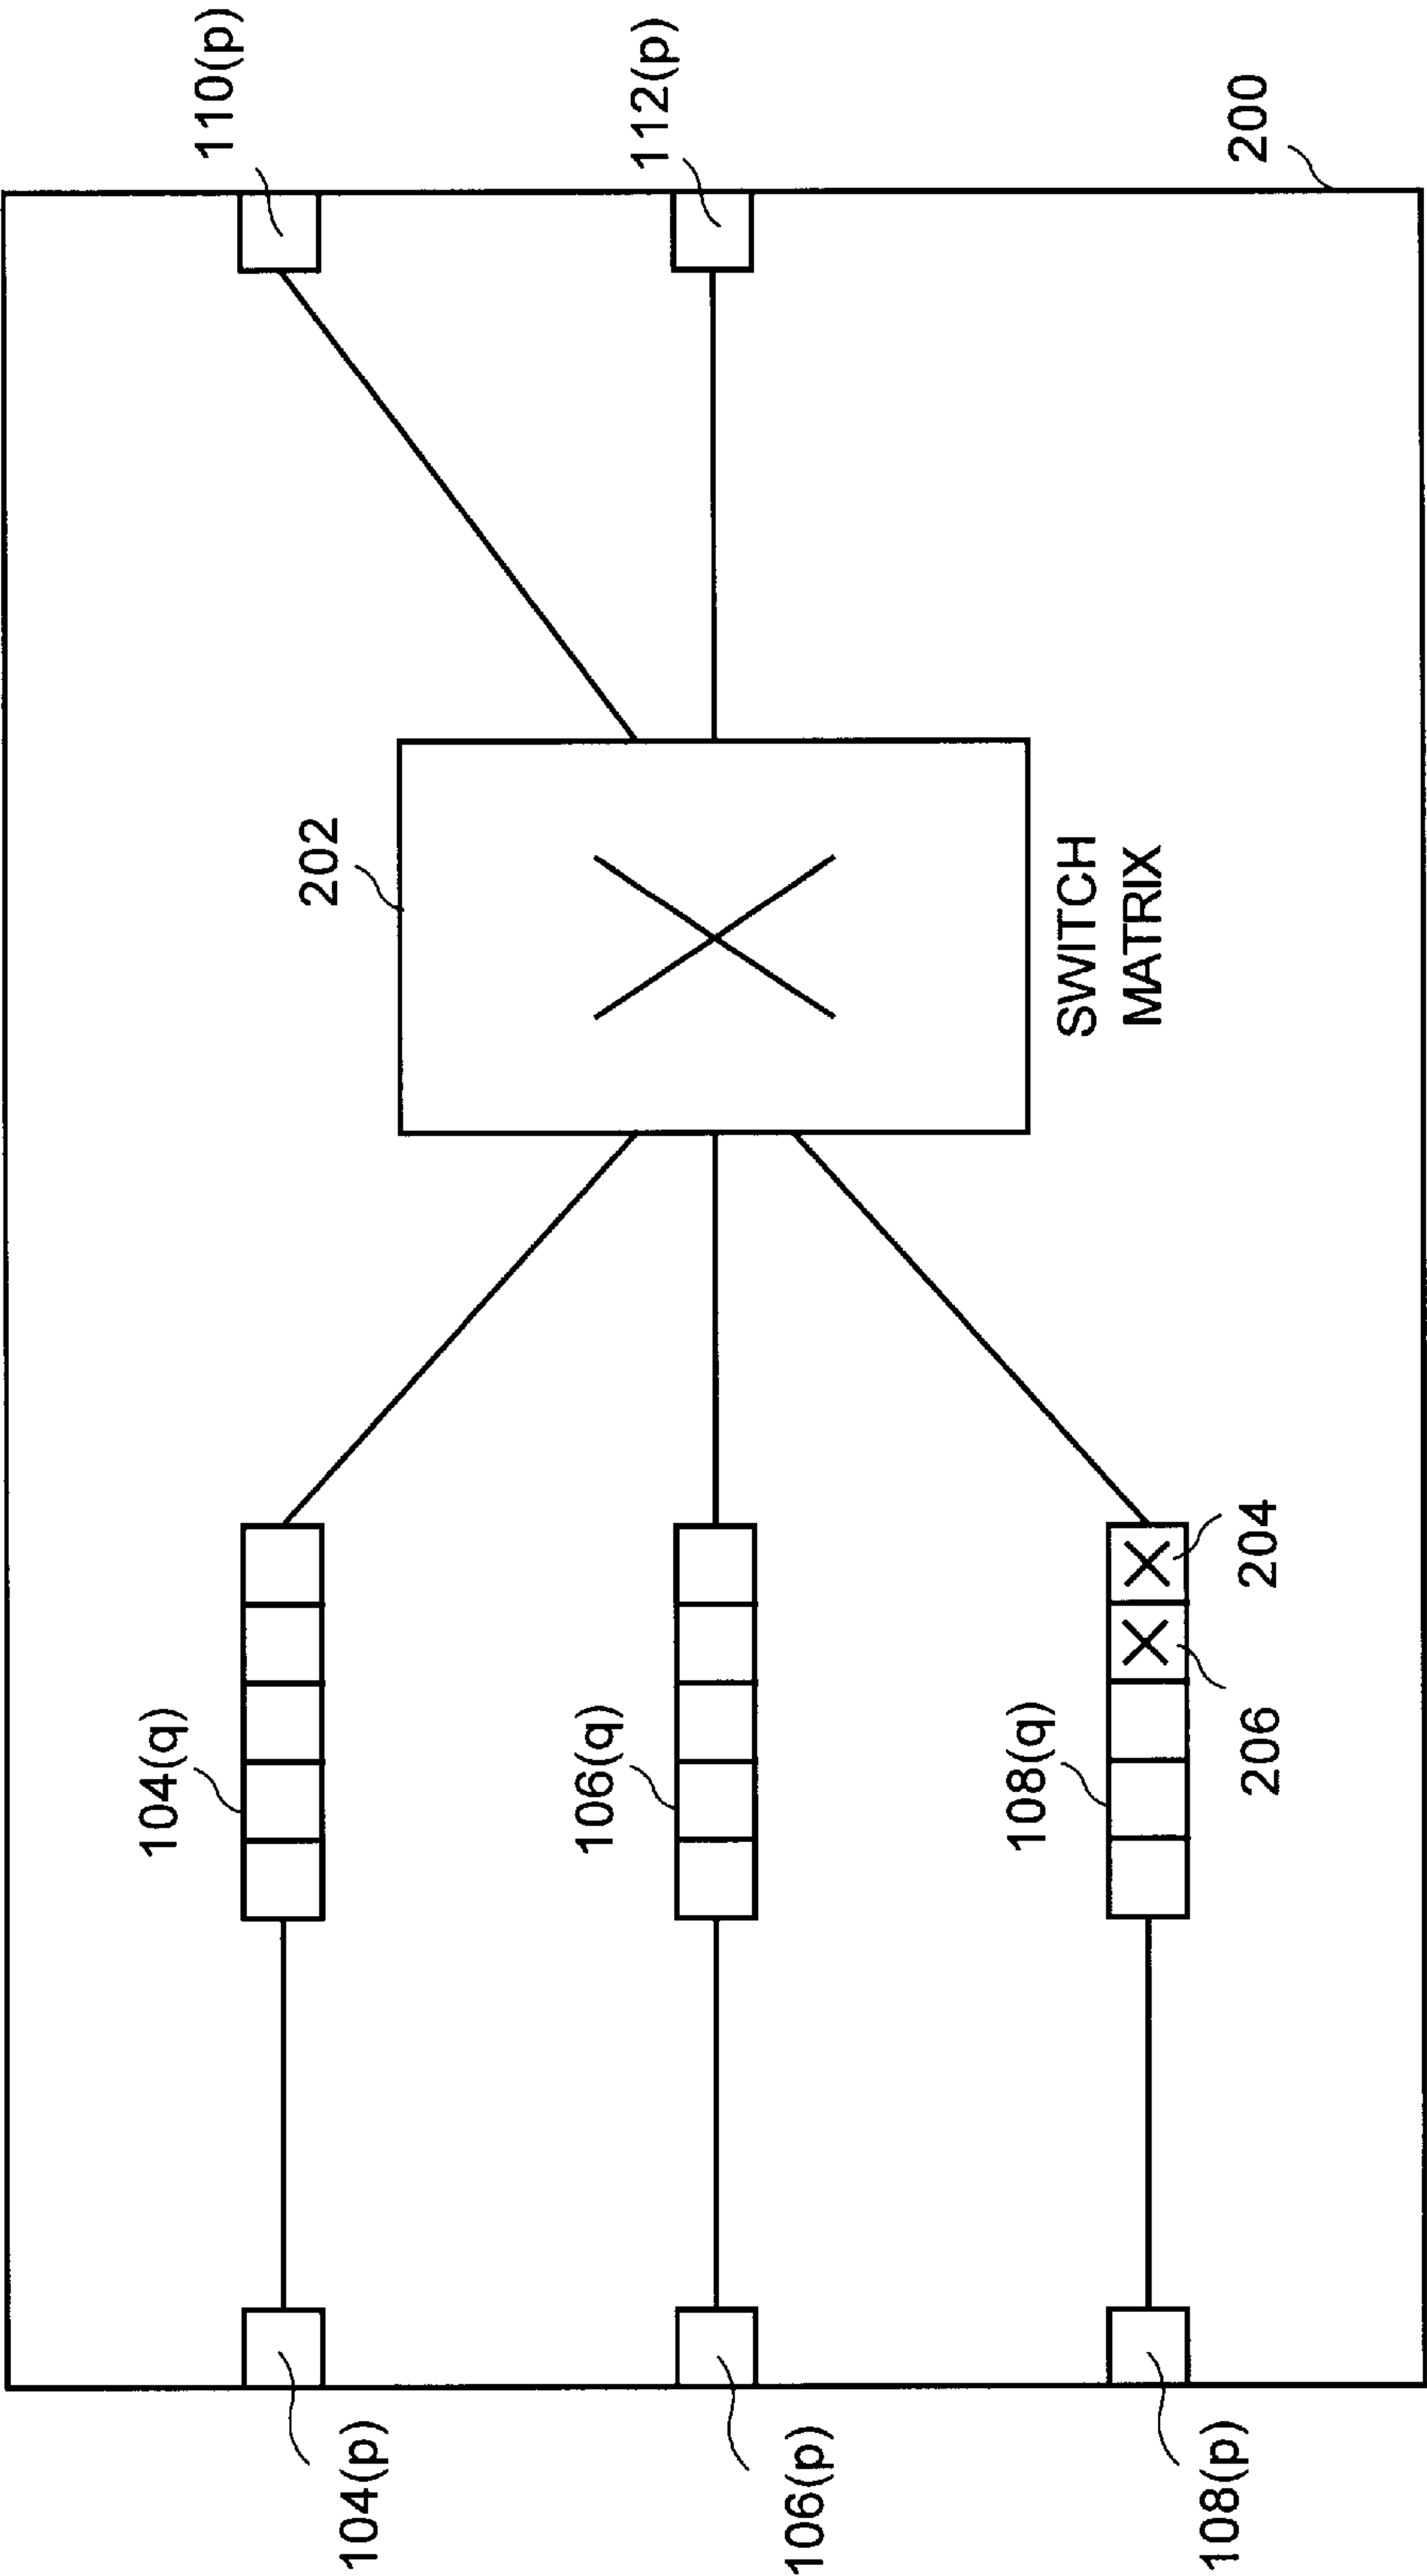 110(p)
112(p)
200
202
SWITCH
MATRIX
104(q)
106(q)
108(q)
204
206
104(p)
106(p)
108(p)